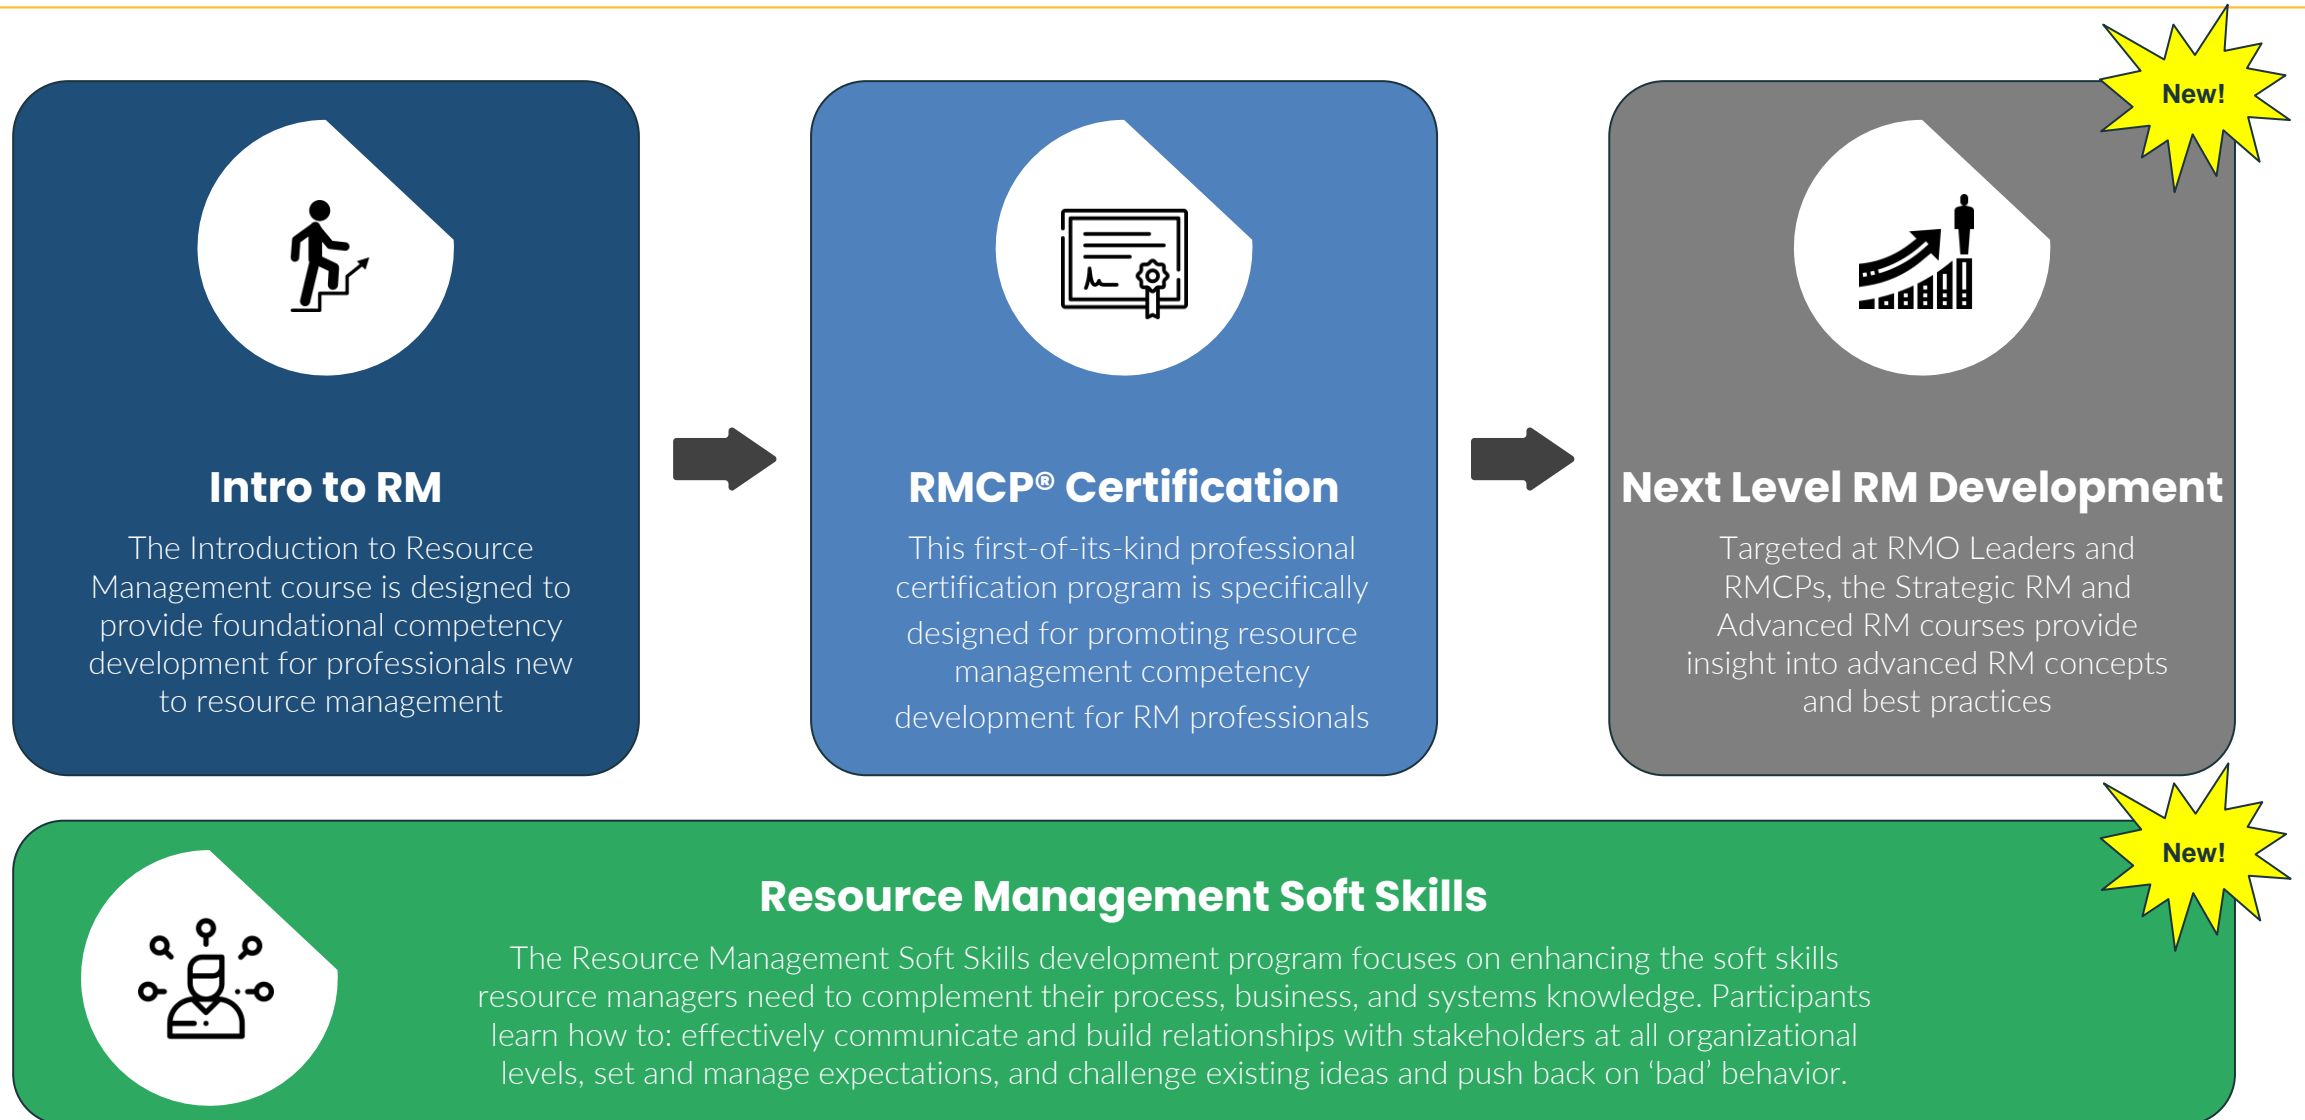 New!
Intro to RM
The Introduction to Resource
Management course is designed to
provide foundational competency
development for professionals new
to resource management
RMCP® Certification
This first-of-its-kind professional
certification program is specifically
designed for promoting resource
management competency
development for RM professionals
Next Level RM Development
Targeted at RMO Leaders and
RMCPs, the Strategic RM and
Advanced RM courses provide
insight into advanced RM concepts
and best practices
New!
Resource Management Soft Skills
The Resource Management Soft Skills development program focuses on enhancing the soft skills
resource managers need to complement their process, business, and systems knowledge. Participants
learn how to: effectively communicate and build relationships with stakeholders at all organizational
levels, set and manage expectations, and challenge existing ideas and push back on ‘bad’ behavior.